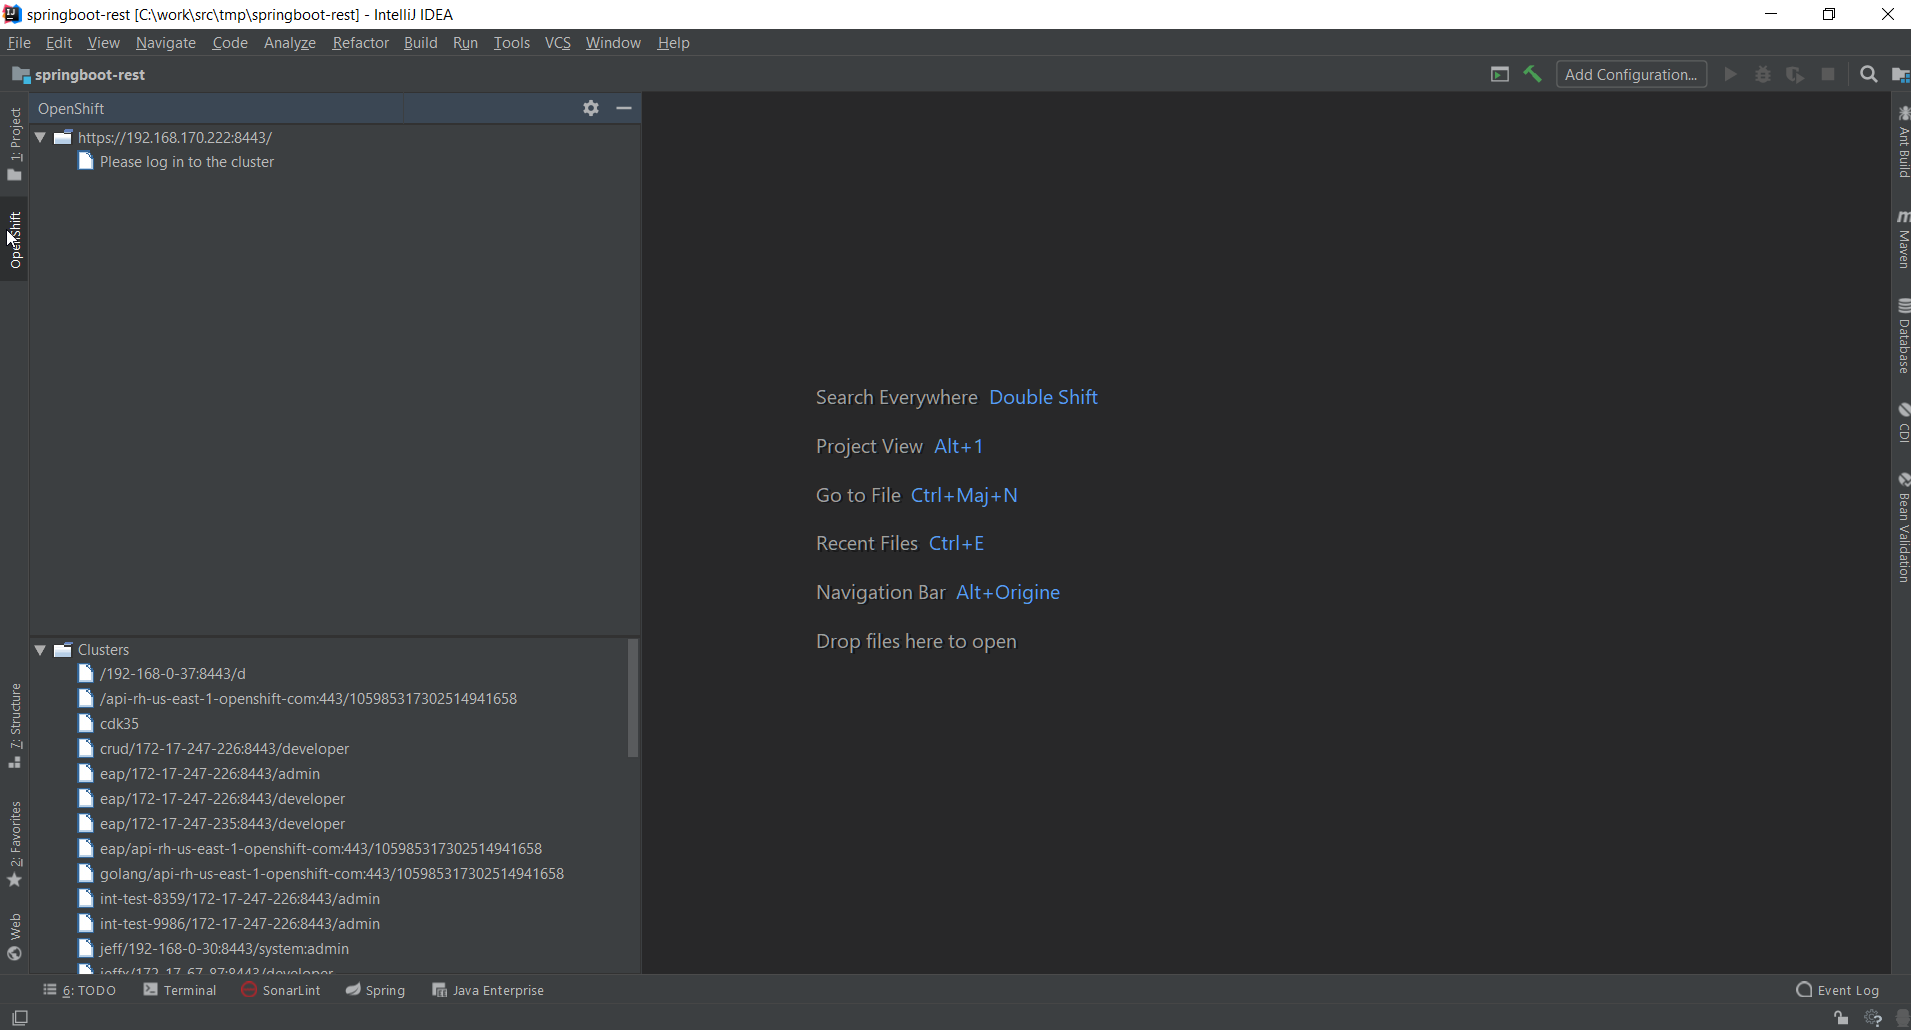 springboot-rest [C:\work\src\tmp\springboot-rest] - IntelliJ IDEA
File Edit View Navigate Code Analyze Refactor Build Run Tools VCS Window Help
springboot-rest
Add Configuration...
1: Project
OpenShift
7: Structure
2: Favorites
Web
OpenShift
https://192.168.170.222:8443/
Please log in to the cluster
Clusters
/192-168-0-37:8443/d
/api-rh-us-east-1-openshift-com:443/105985317302514941658
cdk35
crud/172-17-247-226:8443/developer
eap/172-17-247-226:8443/admin
eap/172-17-247-226:8443/developer
eap/172-17-247-235:8443/developer
eap/api-rh-us-east-1-openshift-com:443/105985317302514941658
golang/api-rh-us-east-1-openshift-com:443/105985317302514941658
int-test-8359/172-17-247-226:8443/admin
int-test-9986/172-17-247-226:8443/admin
jeff/192-168-0-30:8443/system:admin
jeffx/172-17-67-87:8443/developer
Search Everywhere Double Shift
Project View Alt+1
Go to File Ctrl+Maj+N
Recent Files Ctrl+E
Navigation Bar Alt+Origine
Drop files here to open
Ant Build
Maven
Database
CDI
Bean Validation
6: TODO Terminal SonarLint Spring Java Enterprise Event Log